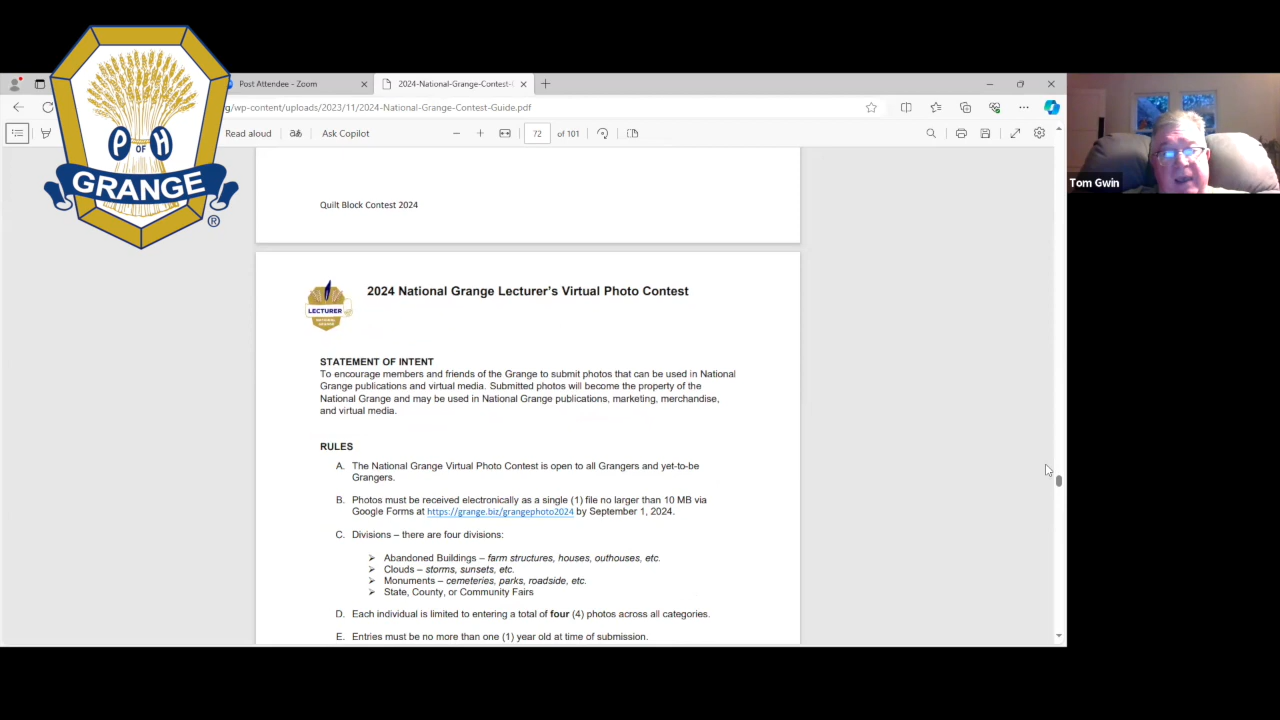 P OF H
GRANGE
®
Post Attendee - Zoom
2024-National-Grange-Contest-
g/wp-content/uploads/2023/11/2024-National-Grange-Contest-Guide.pdf
Read aloud
Ask Copilot
72 of 101
Tom Gwin
Quilt Block Contest 2024
LECTURER
NATIONAL GRANGE
2024 National Grange Lecturer's Virtual Photo Contest
STATEMENT OF INTENT
To encourage members and friends of the Grange to submit photos that can be used in National
Grange publications and virtual media. Submitted photos will become the property of the
National Grange and may be used in National Grange publications, marketing, merchandise,
and virtual media.
RULES
A. The National Grange Virtual Photo Contest is open to all Grangers and yet-to-be
Grangers.
B. Photos must be received electronically as a single (1) file no larger than 10 MB via
Google Forms at https://grange.biz/grangephoto2024 by September 1, 2024.
C. Divisions – there are four divisions:
➢ Abandoned Buildings – farm structures, houses, outhouses, etc.
➢ Clouds – storms, sunsets, etc.
➢ Monuments – cemeteries, parks, roadside, etc.
➢ State, County, or Community Fairs
D. Each individual is limited to entering a total of four (4) photos across all categories.
E. Entries must be no more than one (1) year old at time of submission.